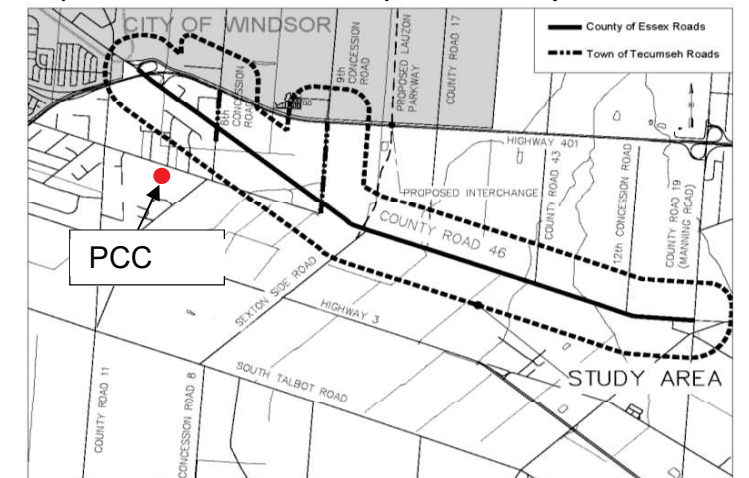 CITY OF WINDSOR
County of Essex Roads
Town of Tecumseh Roads
8th
CONCESSION
ROAD
9th
CONCESSION
ROAD
PROPOSED LAUZON
PARKWAY
COUNTY ROAD 17
HIGHWAY 401
PROPOSED INTERCHANGE
COUNTY ROAD 43
12th CONCESSION ROAD
COUNTY ROAD 19
(MANNING ROAD)
COUNTY ROAD 46
PCC
SEXTON SIDE ROAD
HIGHWAY 3
SOUTH TALBOT ROAD
STUDY AREA
COUNTY ROAD 11
CONCESSION ROAD 8